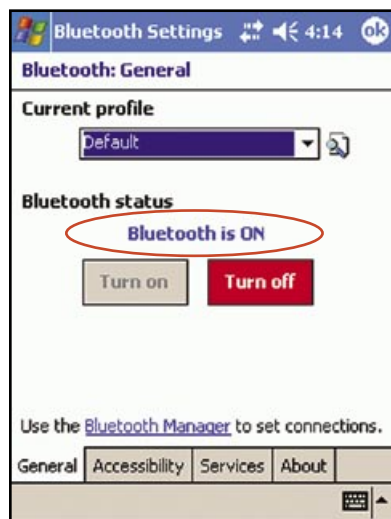 Bluetooth Settings 4:14 ok
Bluetooth: General
Current profile
Default
Bluetooth status
Bluetooth is ON
Turn on Turn off
Use the Bluetooth Manager to set connections.
General Accessibility Services About